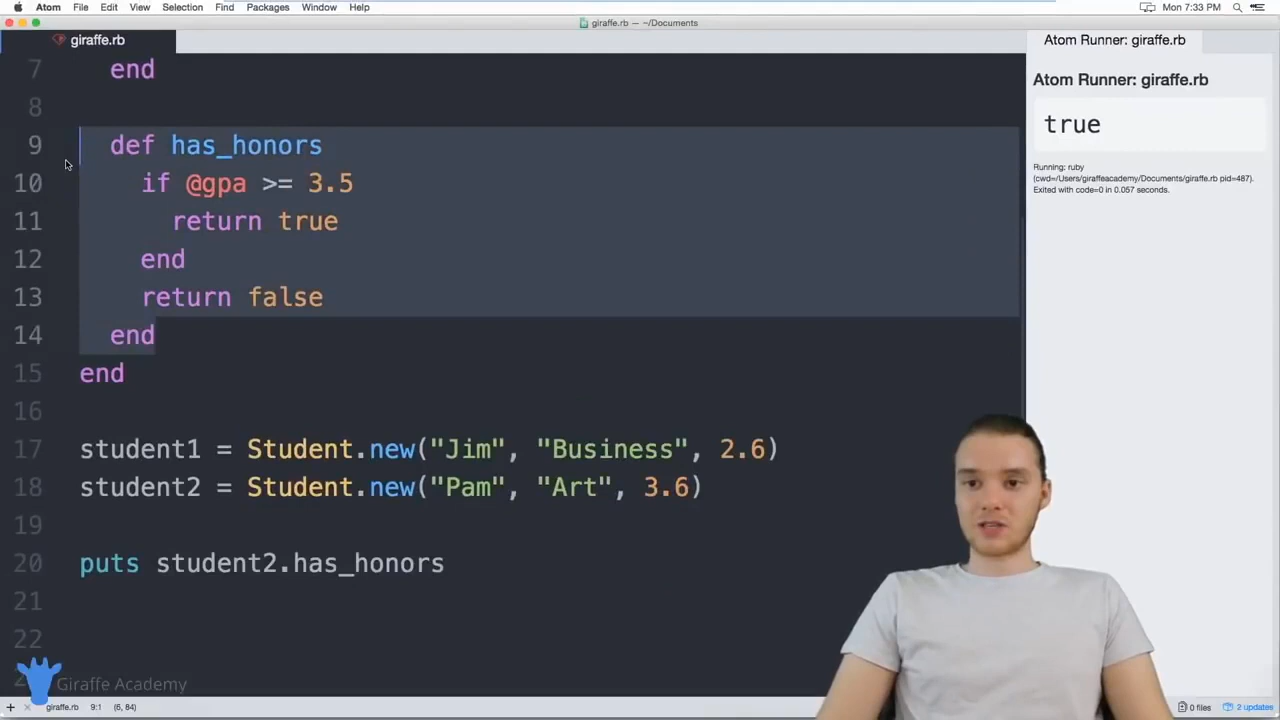 Atom File Edit View Selection Find Packages Window Help Mon 7:33 PM
giraffe.rb — ~/Documents
giraffe.rb
Atom Runner: giraffe.rb
Atom Runner: giraffe.rb
true
Running: ruby
(cwd=/Users/giraffeacademy/Documents/giraffe.rb pid=487).
Exited with code=0 in 0.057 seconds.
7 end
8
9 def has_honors
10 if @gpa >= 3.5
11 return true
12 end
13 return false
14 end
15 end
16
17 student1 = Student.new("Jim", "Business", 2.6)
18 student2 = Student.new("Pam", "Art", 3.6)
19
20 puts student2.has_honors
21
22
Giraffe Academy
giraffe.rb 9:1 (6, 84) 0 files 2 updates